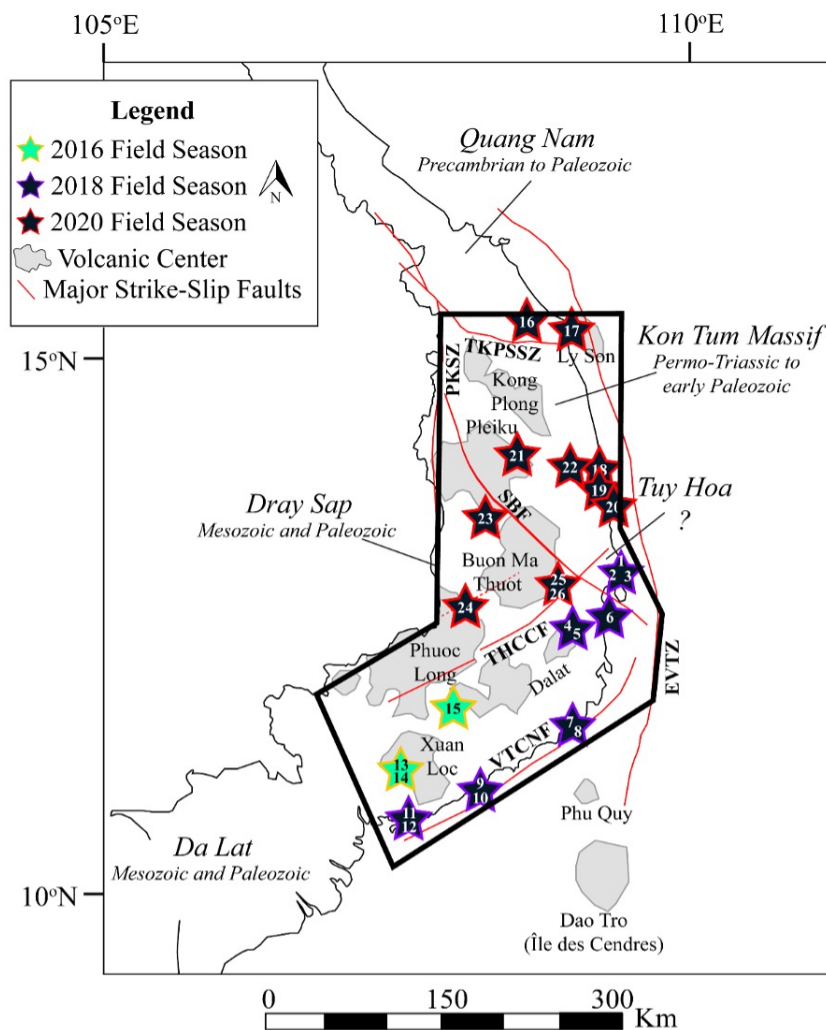 105°E
110°E
Legend
2016 Field Season
2018 Field Season
2020 Field Season
N
Volcanic Center
Major Strike-Slip Faults
Quang Nam
Precambrian to Paleozoic
15°N
16
17
TKPSSZ
Ly Son
PKSZ
Kon Tum Massif
Permo-Triassic to
early Paleozoic
Kong
Plong
Pleiku
21
22
18
19
20
SBF
23
Dray Sap
Mesozoic and Paleozoic
Tuy Hoa
?
Buon Ma
Thuot
25
26
1
2
3
24
6
4
5
THCCF
Phuoc
Long
Dalat
EVTZ
15
7
8
VTCNF
Xuan
Loc
13
14
9
10
11
12
Phu Quy
Da Lat
Mesozoic and Paleozoic
10°N
Dao Tro
(Île des Cendres)
0
150
300
Km